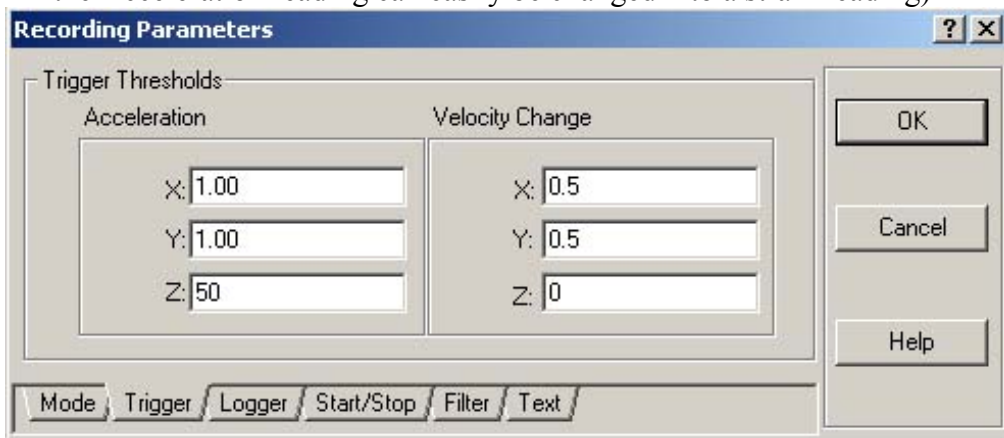 Recording Parameters
Trigger Thresholds
Acceleration
X: 1.00
Y: 1.00
Z: 50
Velocity Change
X: 0.5
Y: 0.5
Z: 0
OK
Cancel
Help
Mode Trigger Logger Start/Stop Filter Text